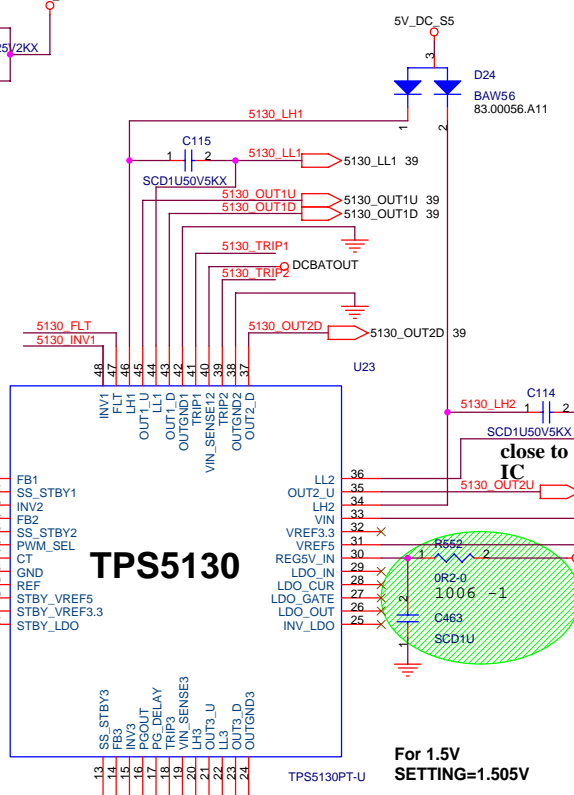 5V_DC_S5
25V2KX
3
D24
BAW56
83.00056.A11
5130_LH1
1
2
C115
1
2
5130_LL1
5130_LL1 39
SCD1U50V5KX
5130_OUT1U
5130_OUT1U 39
5130_OUT1D
5130_OUT1D 39
5130_TRIP1
DCBATOUT
5130_TRIP2
5130_FLT
5130_OUT2D
5130_OUT2D 39
5130_INV1
U23
48
47
46
45
44
43
42
41
40
39
38
37
INV1
FLT
LH1
OUT1_U
LL1
OUT1_D
OUTGND1
TRIP1
VIN_SENSE12
TRIP2
OUTGND2
OUT2_D
5130_LH2
C114
1
2
SCD1U50V5KX
close to
IC
5130_OUT2U
FB1
SS_STBY1
INV2
FB2
SS_STBY2
PWM_SEL
CT
GND
REF
STBY_VREF5
STBY_VREF3.3
STBY_LDO
TPS5130
LL2 36
OUT2_U 35
LH2 34
VIN 33
VREF3.3 32
VREF5 31
REG5V_IN 30
LDO_IN 29
LDO_CUR 28
LDO_GATE 27
LDO_OUT 26
INV_LDO 25
R552
1
2
0R2-0
1006 -1
2
C463
SCD1U
1
SS_STBY3
FB3
INV3
PGOUT
PG_DELAY
TRIP3
VIN_SENSE3
LH3
OUT3_U
LL3
OUT3_D
OUTGND3
13
14
15
16
17
18
19
20
21
22
23
24
TPS5130PT-U
For 1.5V
SETTING=1.505V